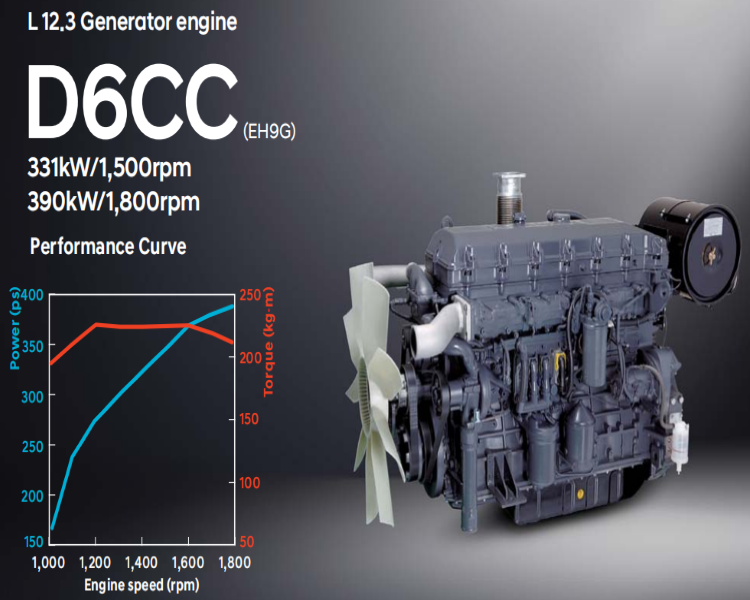 L 12.3 Generator engine
D6CC (EH9G)
331kW/1,500rpm
390kW/1,800rpm
Performance Curve
Power (ps)
400
350
300
250
200
150
250
200
150
100
50
Torque (kg·m)
1,000 1,200 1,400 1,600 1,800
Engine speed (rpm)